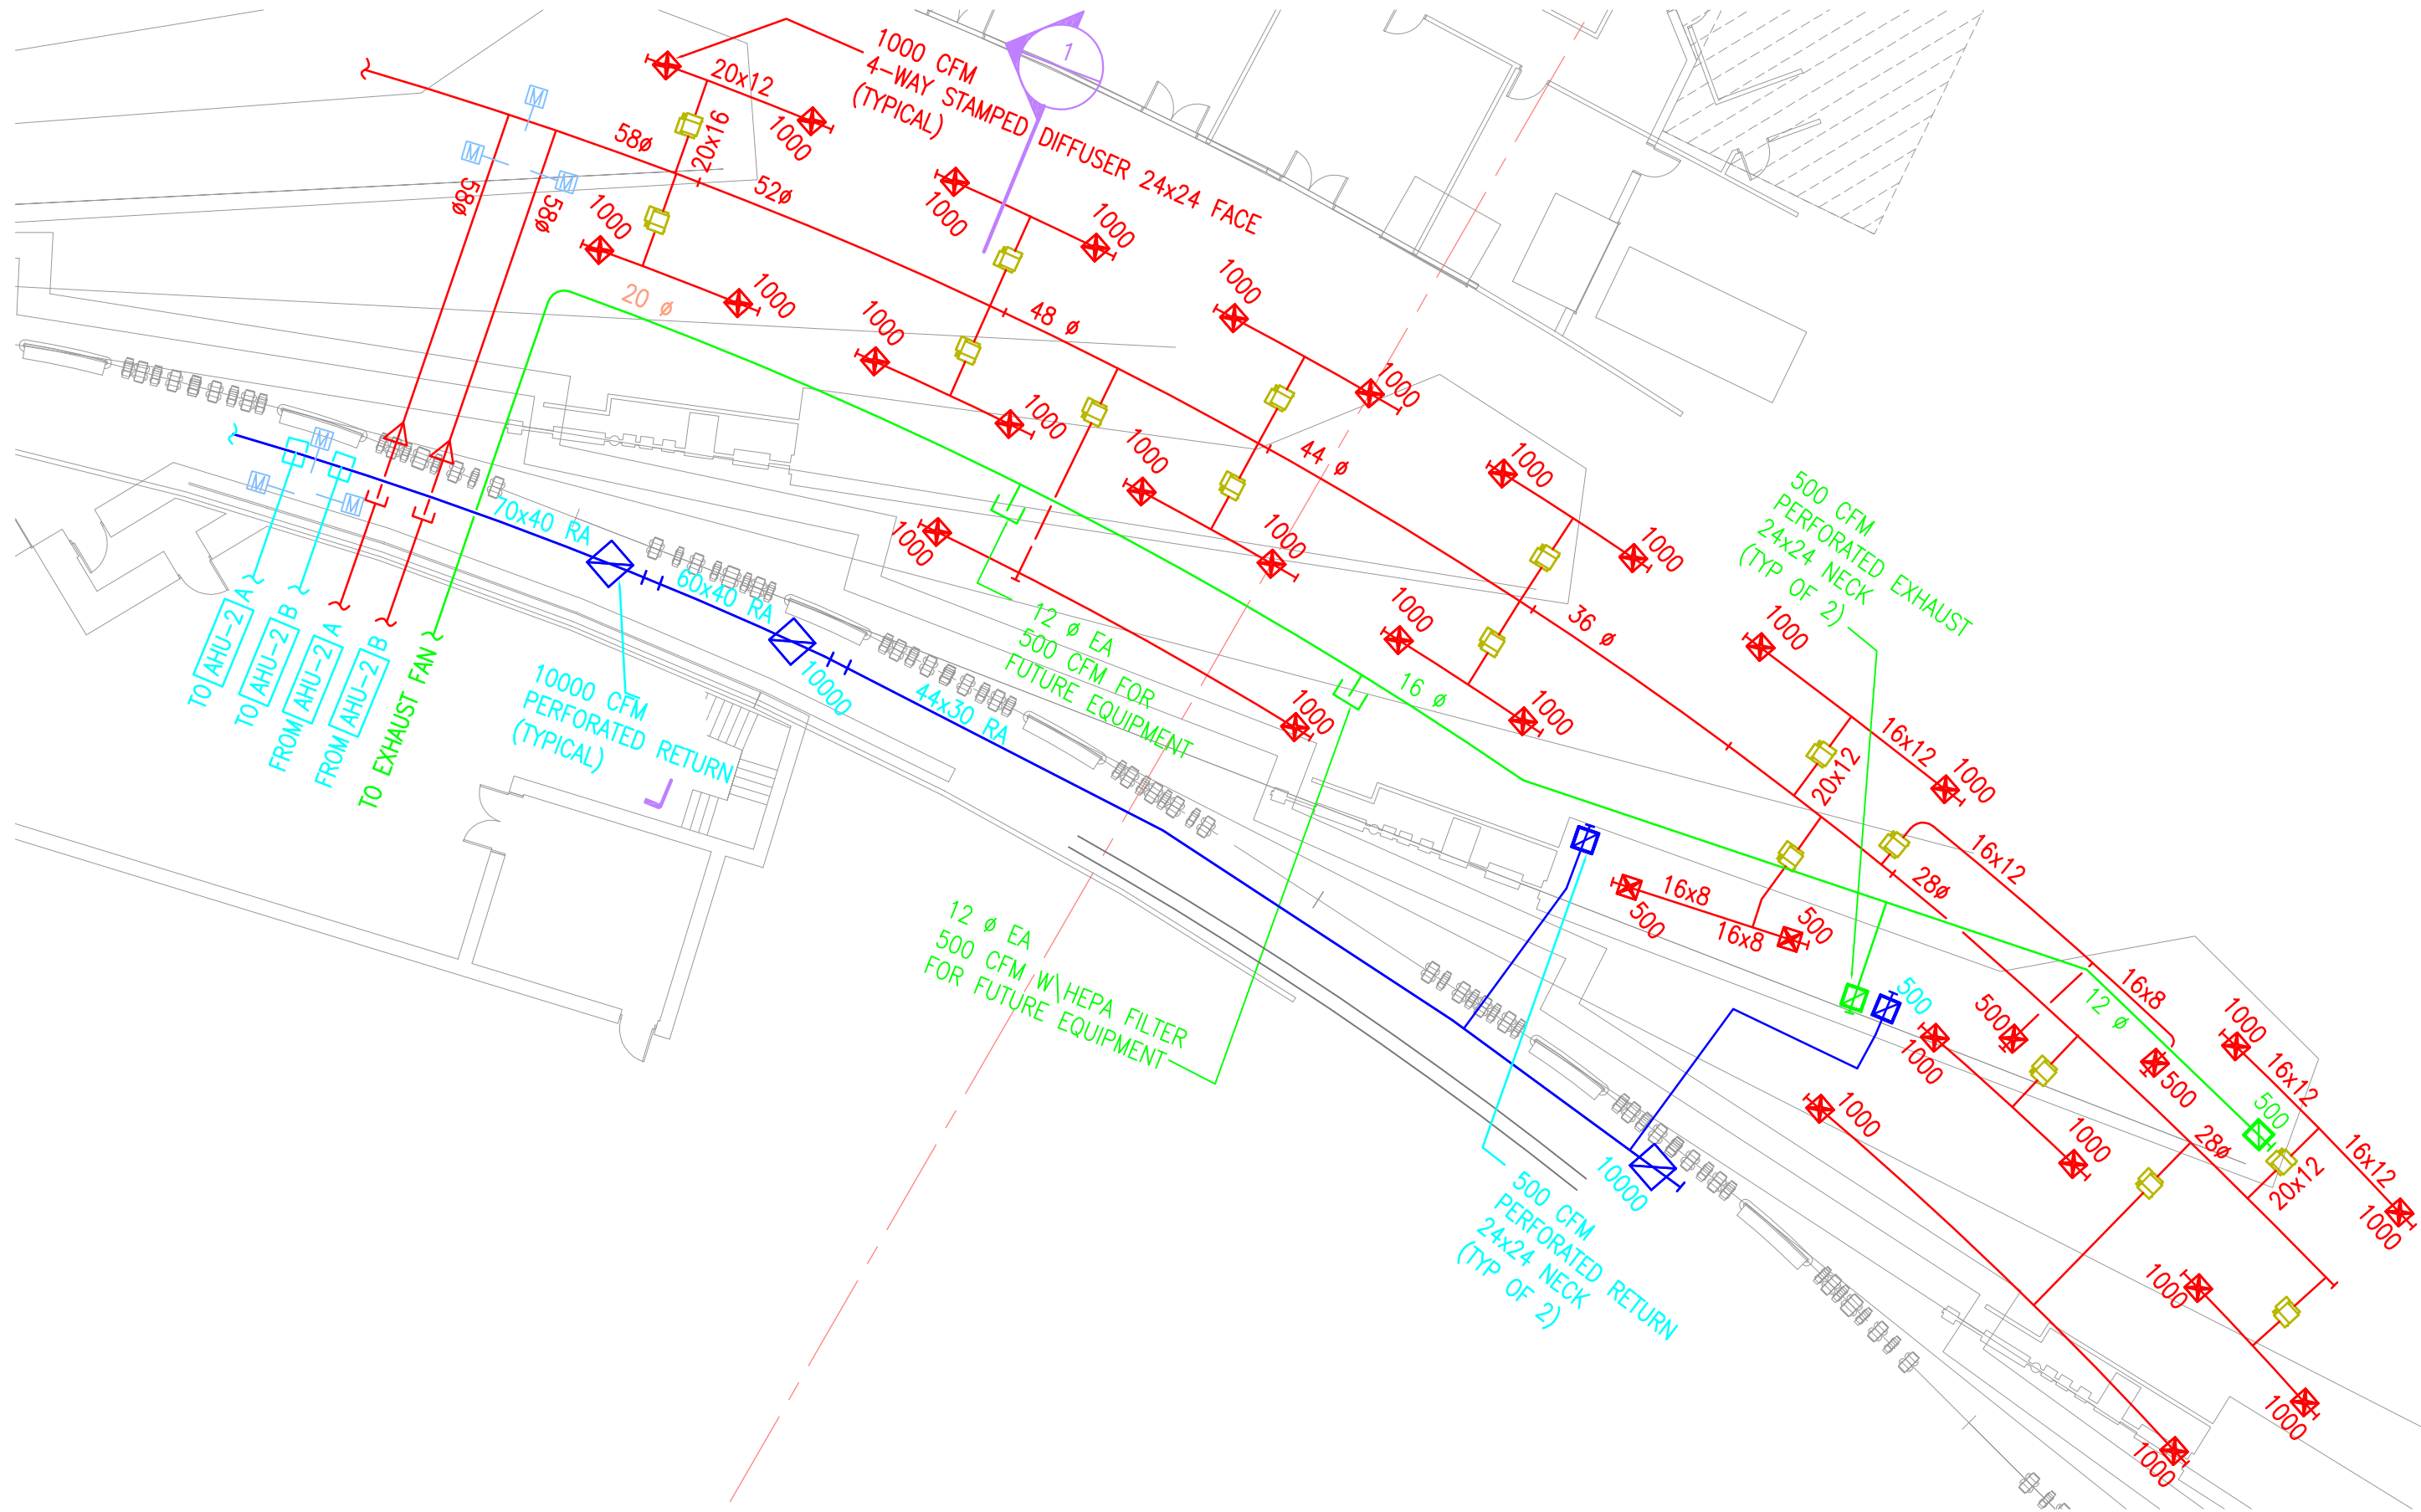 1000 CFM
4-WAY STAMPED DIFFUSER 24x24 FACE
(TYPICAL)
1
20x12
1000
20x16
M
M
M
58ø
58ø
58ø
52ø
1000
1000
20 ø
1000
1000
48 ø
1000
1000
1000
1000
1000
1000
1000
44 ø
1000
1000
1000
1000
36 ø
1000
1000
M
M
M
70x40 RA
60x40 RA
44x30 RA
10000
TO AHU-2 A
TO AHU-2 B
FROM AHU-2 A
FROM AHU-2 B
TO EXHAUST FAN
10000 CFM
PERFORATED RETURN
(TYPICAL)
12 ø EA
500 CFM FOR
FUTURE EQUIPMENT
16 ø
12 ø EA
500 CFM W\HEPA FILTER
FOR FUTURE EQUIPMENT
500 CFM
PERFORATED EXHAUST
24x24 NECK
(TYP OF 2)
1000
16x12
1000
20x12
16x12
28ø
16x8
500
16x8
500
500
16x8
12 ø
500
500
500
1000
1000
1000
1000
16x12
16x12
1000
28ø
20x12
10000
500 CFM
PERFORATED RETURN
24x24 NECK
(TYP OF 2)
1000
1000
1000